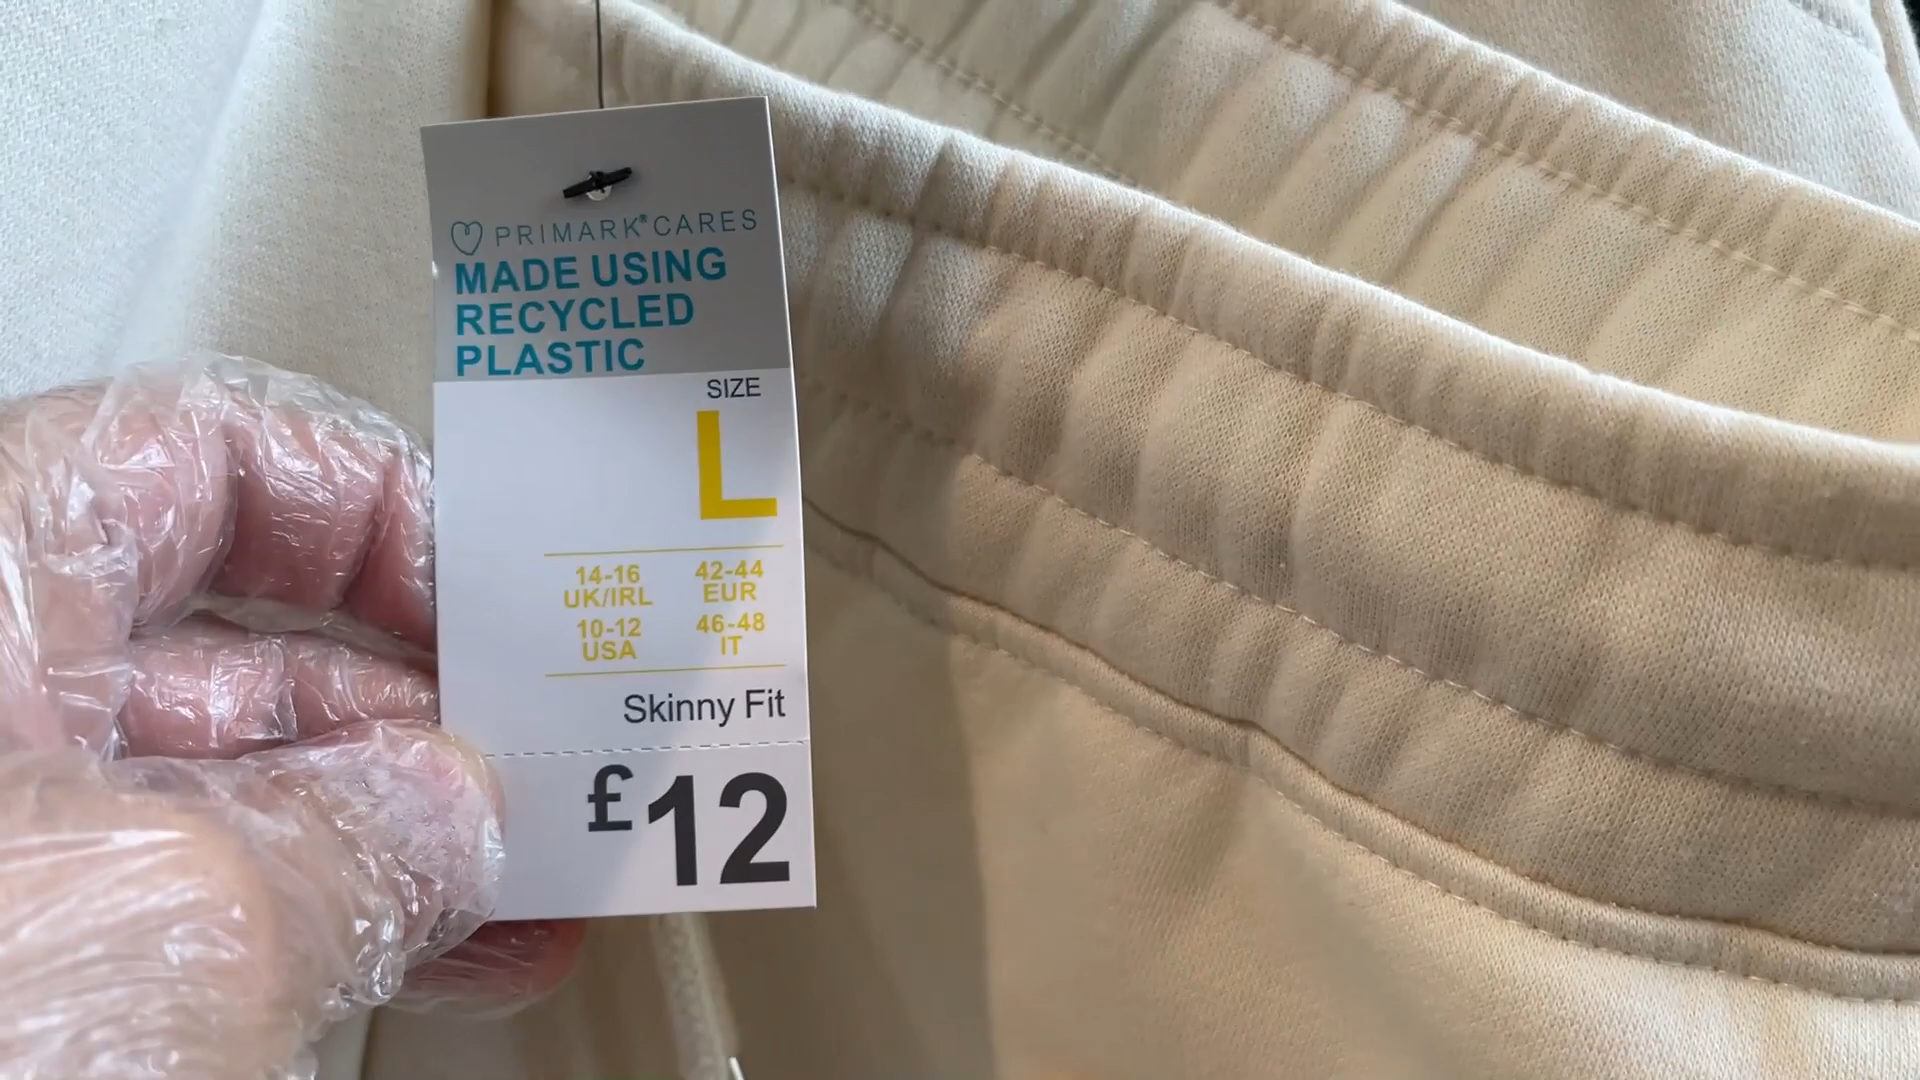 PRIMARK® CARES
MADE USING
RECYCLED
PLASTIC
SIZE
L
14-16 42-44
UK/IRL EUR
10-12 46-48
USA IT
Skinny Fit
£12